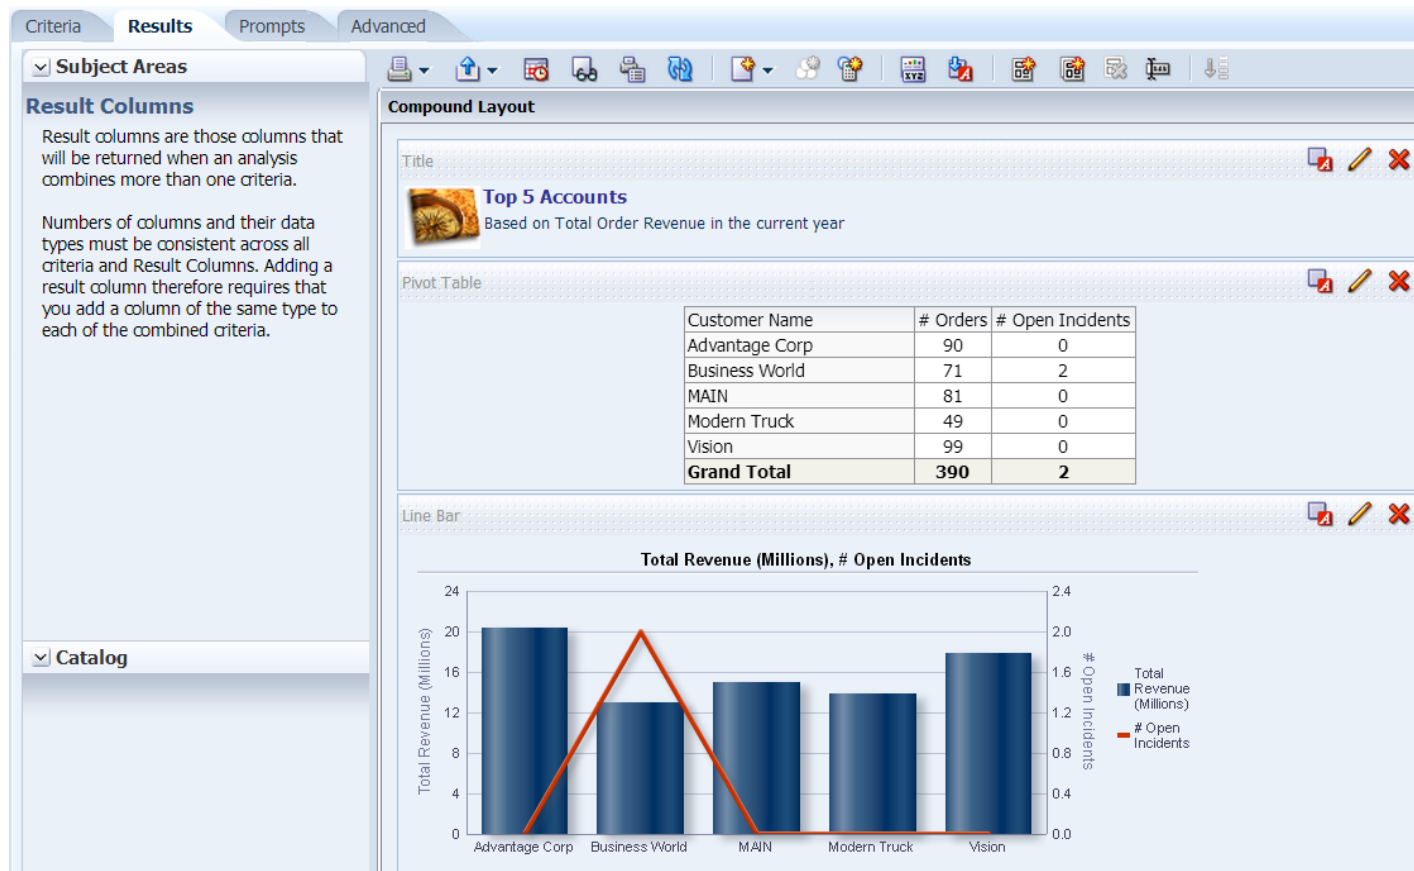 Criteria Results Prompts Advanced
Subject Areas
Result Columns
Result columns are those columns that
will be returned when an analysis
combines more than one criteria.
Numbers of columns and their data
types must be consistent across all
criteria and Result Columns. Adding a
result column therefore requires that
you add a column of the same type to
each of the combined criteria.
Catalog
XYZ
Compound Layout
Title
Top 5 Accounts
Based on Total Order Revenue in the current year
Pivot Table
Customer Name # Orders # Open Incidents
Advantage Corp 90 0
Business World 71 2
MAIN 81 0
Modern Truck 49 0
Vision 99 0
Grand Total 390 2
Line Bar
Total Revenue (Millions), # Open Incidents
Total Revenue (Millions)
24
20
16
12
8
4
0
2.4
2.0
1.6
1.2
0.8
0.4
0.0
# Open Incidents
Advantage Corp Business World MAIN Modern Truck Vision
Total
Revenue
(Millions)
# Open
Incidents